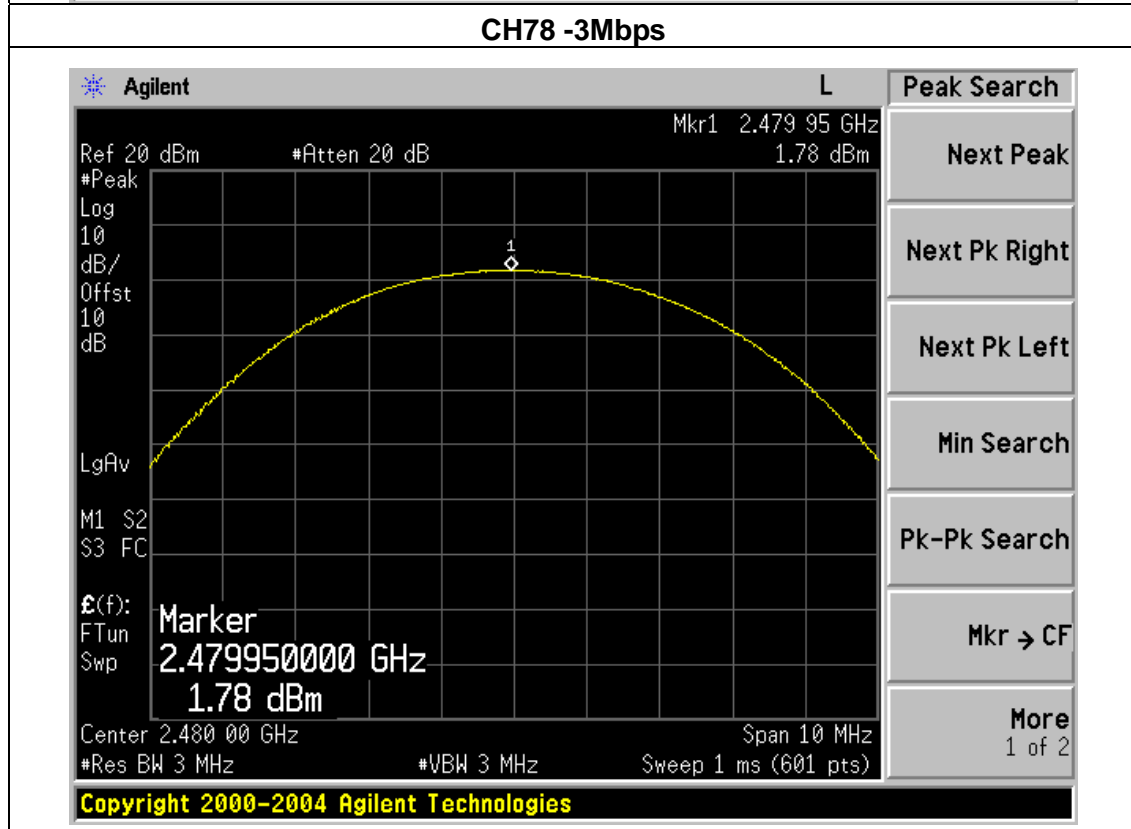 CH78 -3Mbps
Agilent L Peak Search
Mkr1 2.479 95 GHz
Ref 20 dBm #Atten 20 dB 1.78 dBm
#Peak
Log
10
dB/
Offst
10
dB
1
LgAv
M1 S2
S3 FC
£(f):
FTun
Swp
Marker
2.479950000 GHz
1.78 dBm
Center 2.480 00 GHz Span 10 MHz
#Res BW 3 MHz #VBW 3 MHz Sweep 1 ms (601 pts)
Copyright 2000-2004 Agilent Technologies
Next Peak
Next Pk Right
Next Pk Left
Min Search
Pk-Pk Search
Mkr → CF
More
1 of 2